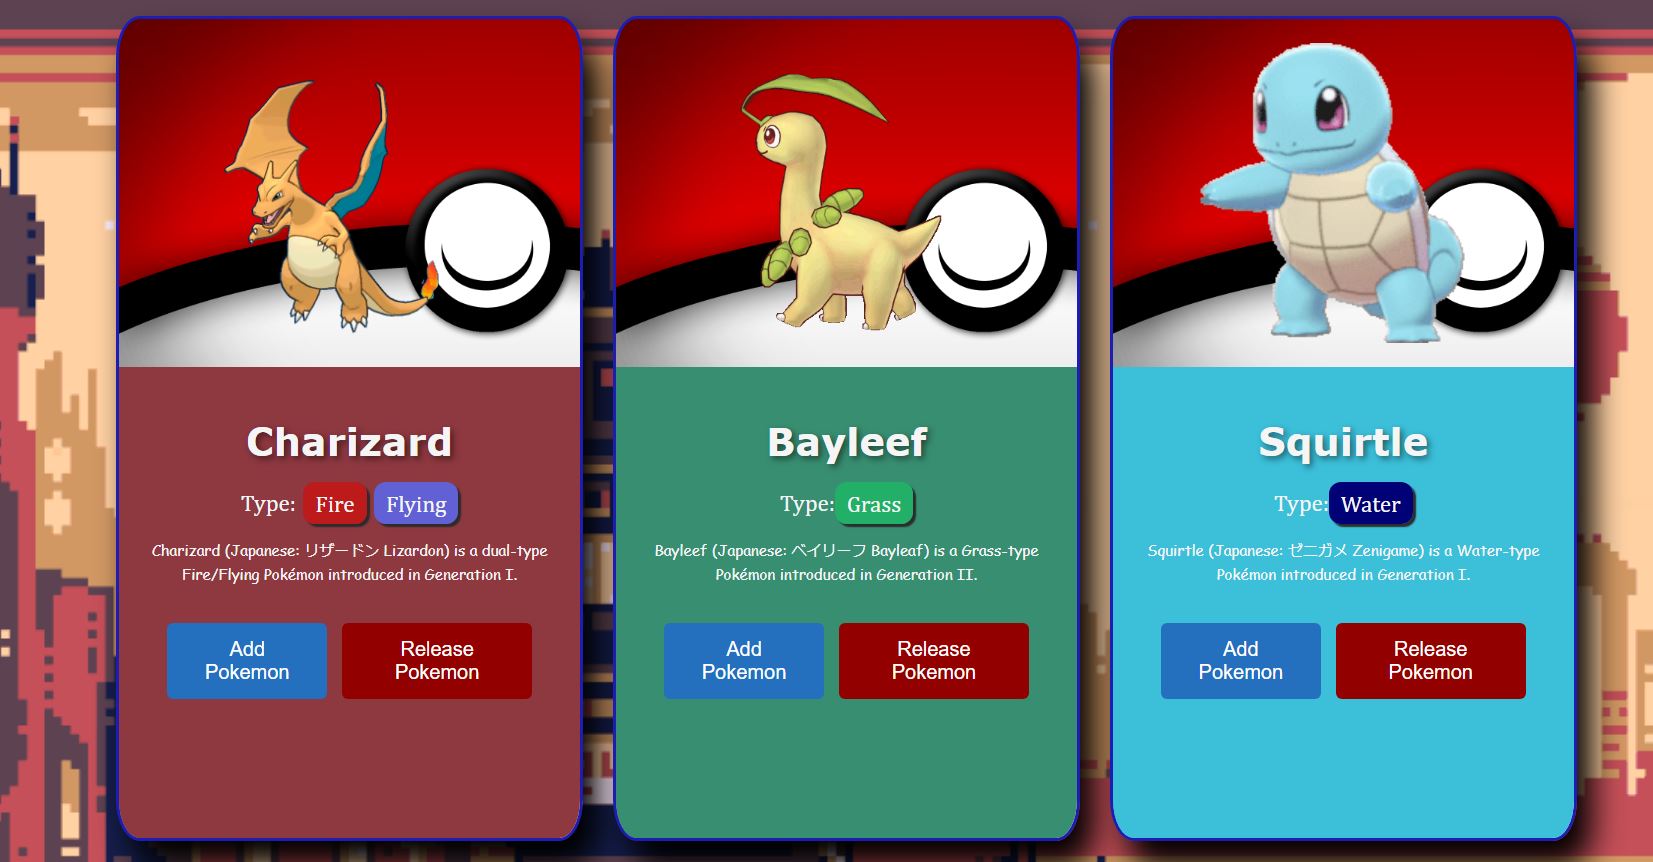 Charizard
Type: Fire Flying
Charizard (Japanese: リザードン Lizardon) is a dual-type
Fire/Flying Pokémon introduced in Generation I.
Add
Pokemon
Release
Pokemon
Bayleef
Type: Grass
Bayleef (Japanese: ベイリーフ Bayleaf) is a Grass-type
Pokémon introduced in Generation II.
Add
Pokemon
Release
Pokemon
Squirtle
Type: Water
Squirtle (Japanese: ゼニガメ Zenigame) is a Water-type
Pokémon introduced in Generation I.
Add
Pokemon
Release
Pokemon